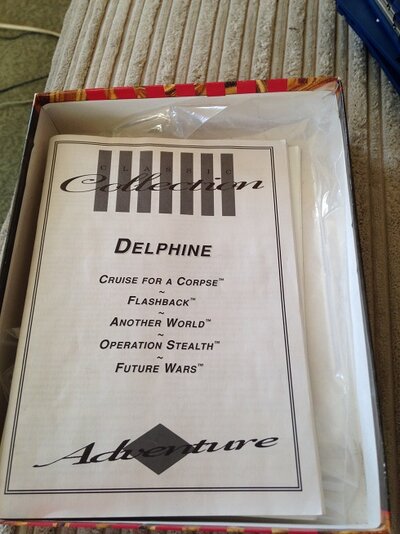 CLASSIC
Collection
DELPHINE
CRUISE FOR A CORPSE™
~
FLASHBACK™
~
ANOTHER WORLD™
~
OPERATION STEALTH™
~
FUTURE WARS™
Adventure